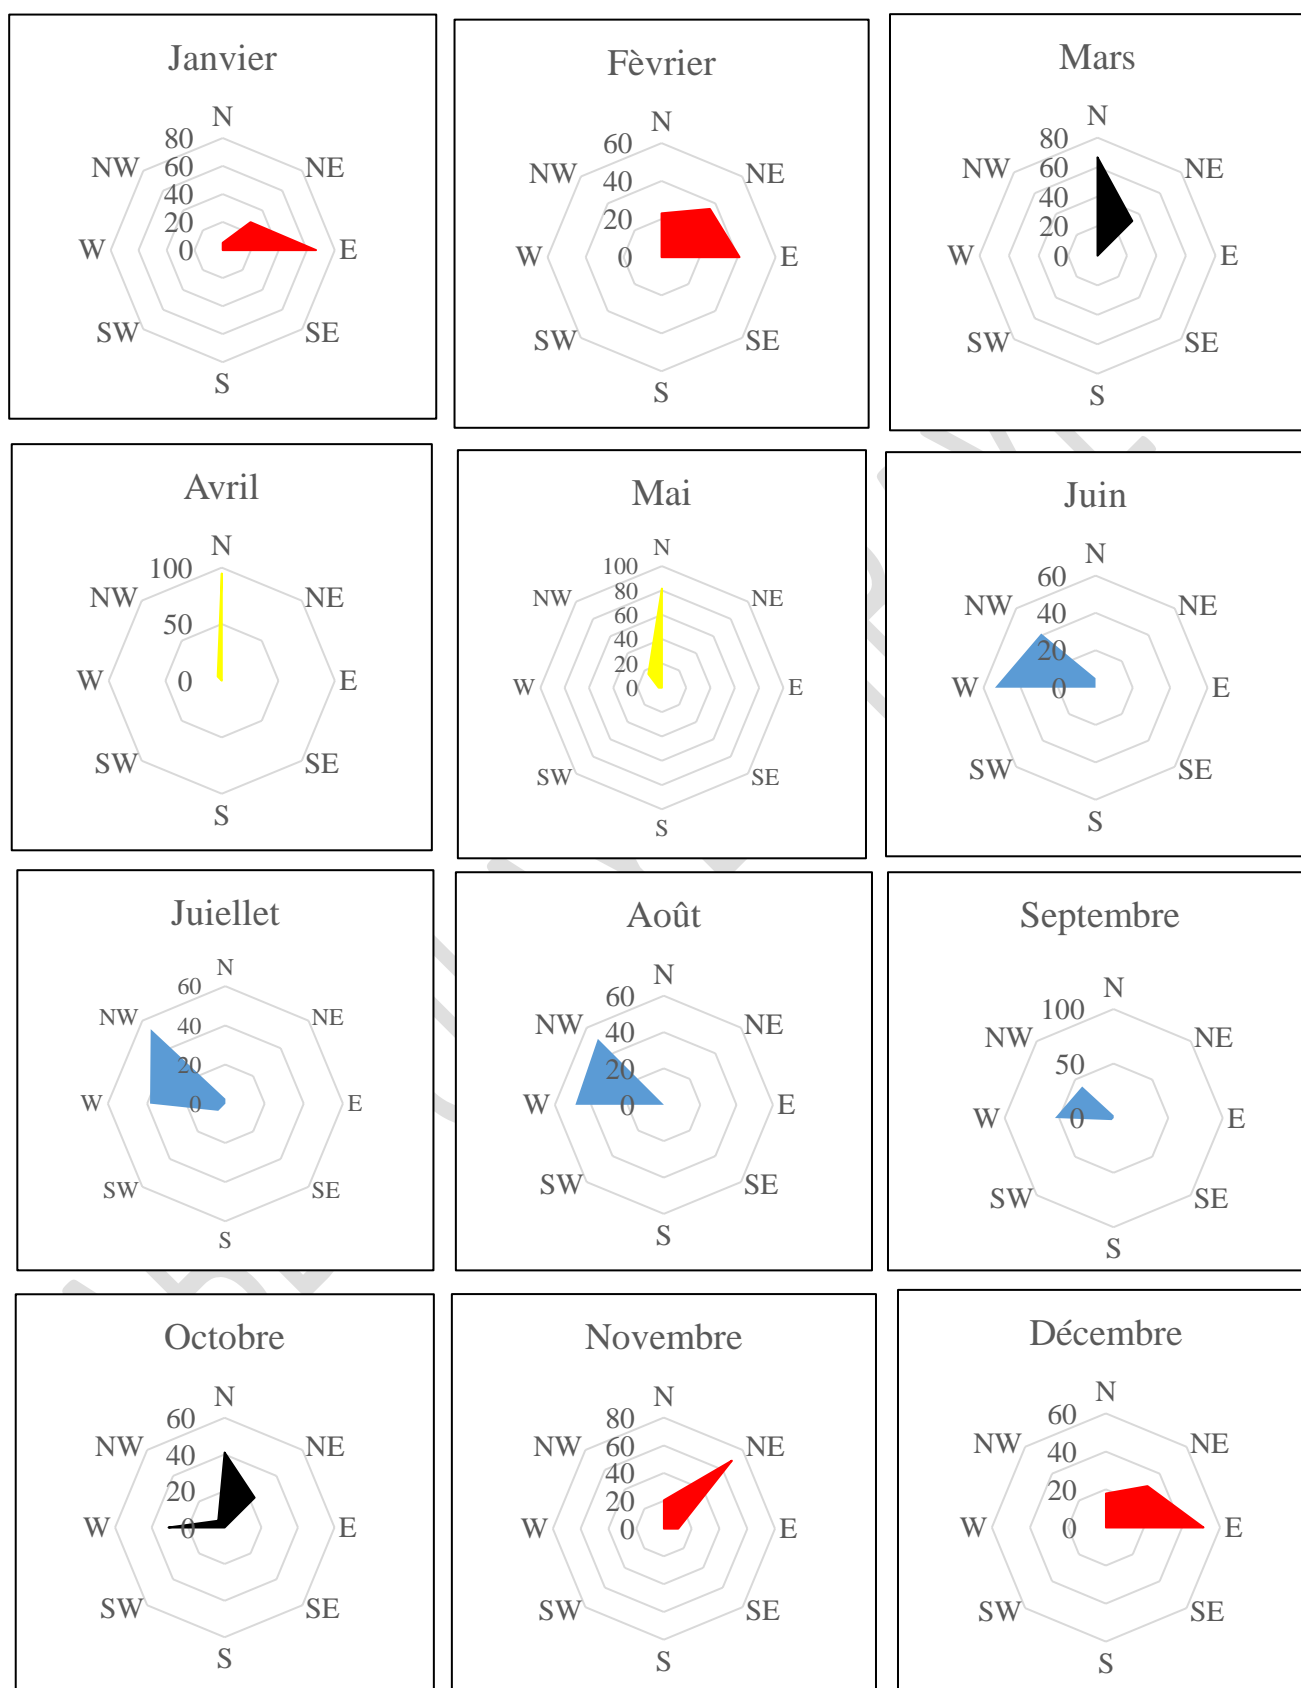 Janvier
N
80
NW
NE
60
40
20
W
0
E
SW
SE
S
Fèvrier
N
60
NW
NE
40
20
W
0
E
SW
SE
S
Mars
N
80
NW
NE
60
40
20
W
0
E
SW
SE
S
Avril
N
100
NW
NE
50
W
0
E
SW
SE
S
Mai
N
100
NW
80
NE
60
40
20
W
0
E
SW
SE
S
Juin
N
60
NW
NE
40
20
W
0
E
SW
SE
S
Juiellet
N
60
NW
NE
40
20
W
0
E
SW
SE
S
Août
N
60
NW
40
NE
20
W
0
E
SW
SE
S
Septembre
N
100
NW
NE
50
W
0
E
SW
SE
S
Octobre
N
60
NW
NE
40
20
W
0
E
SW
SE
S
Novembre
N
80
NW
60
NE
40
20
W
0
E
SW
SE
S
Décembre
N
60
NW
NE
40
20
W
0
E
SW
SE
S